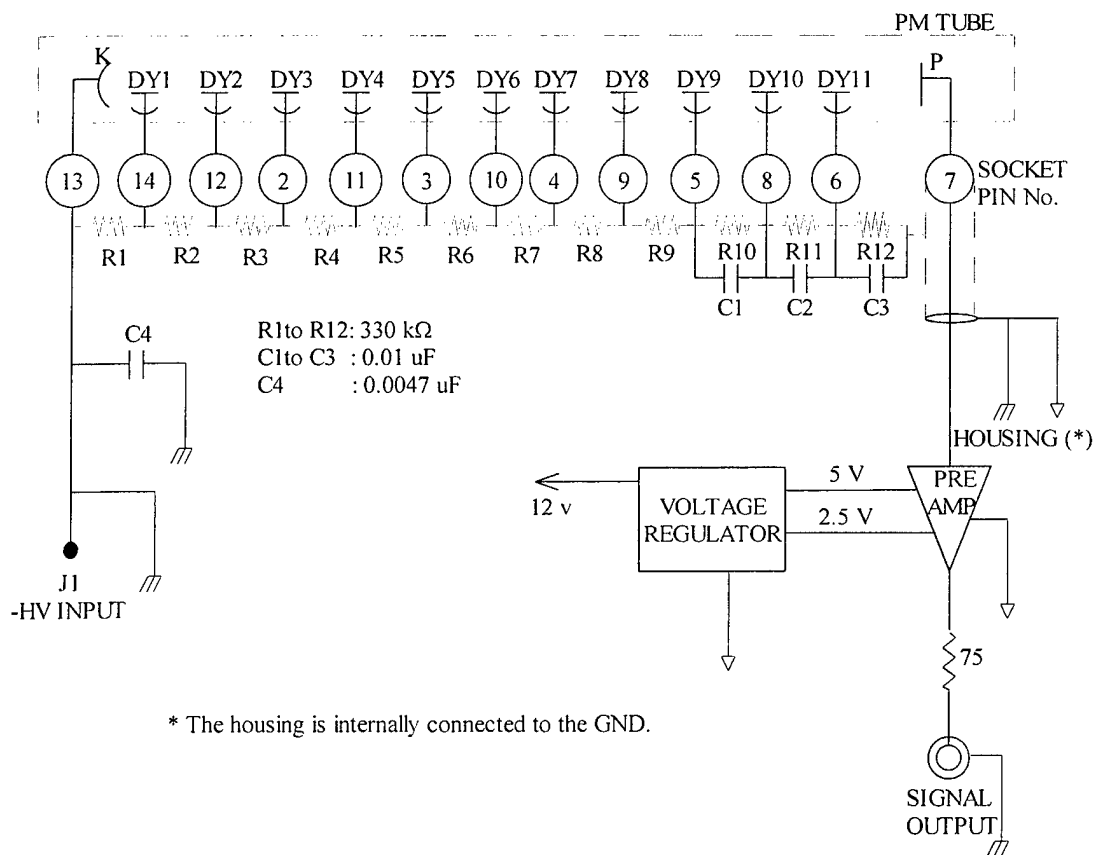 PM TUBE
K
P
DY1 DY2 DY3 DY4 DY5 DY6 DY7 DY8 DY9 DY10 DY11
13 14 12 2 11 3 10 4 9 5 8 6 7
SOCKET
PIN No.
R1 R2 R3 R4 R5 R6 R7 R8 R9 R10 R11 R12
C1 C2 C3
C4
R1to R12: 330 kΩ
C1to C3 : 0.01 uF
C4 : 0.0047 uF
HOUSING (*)
J1
-HV INPUT
12 v
VOLTAGE
REGULATOR
5 V
2.5 V
PRE
AMP
75
* The housing is internally connected to the GND.
SIGNAL
OUTPUT